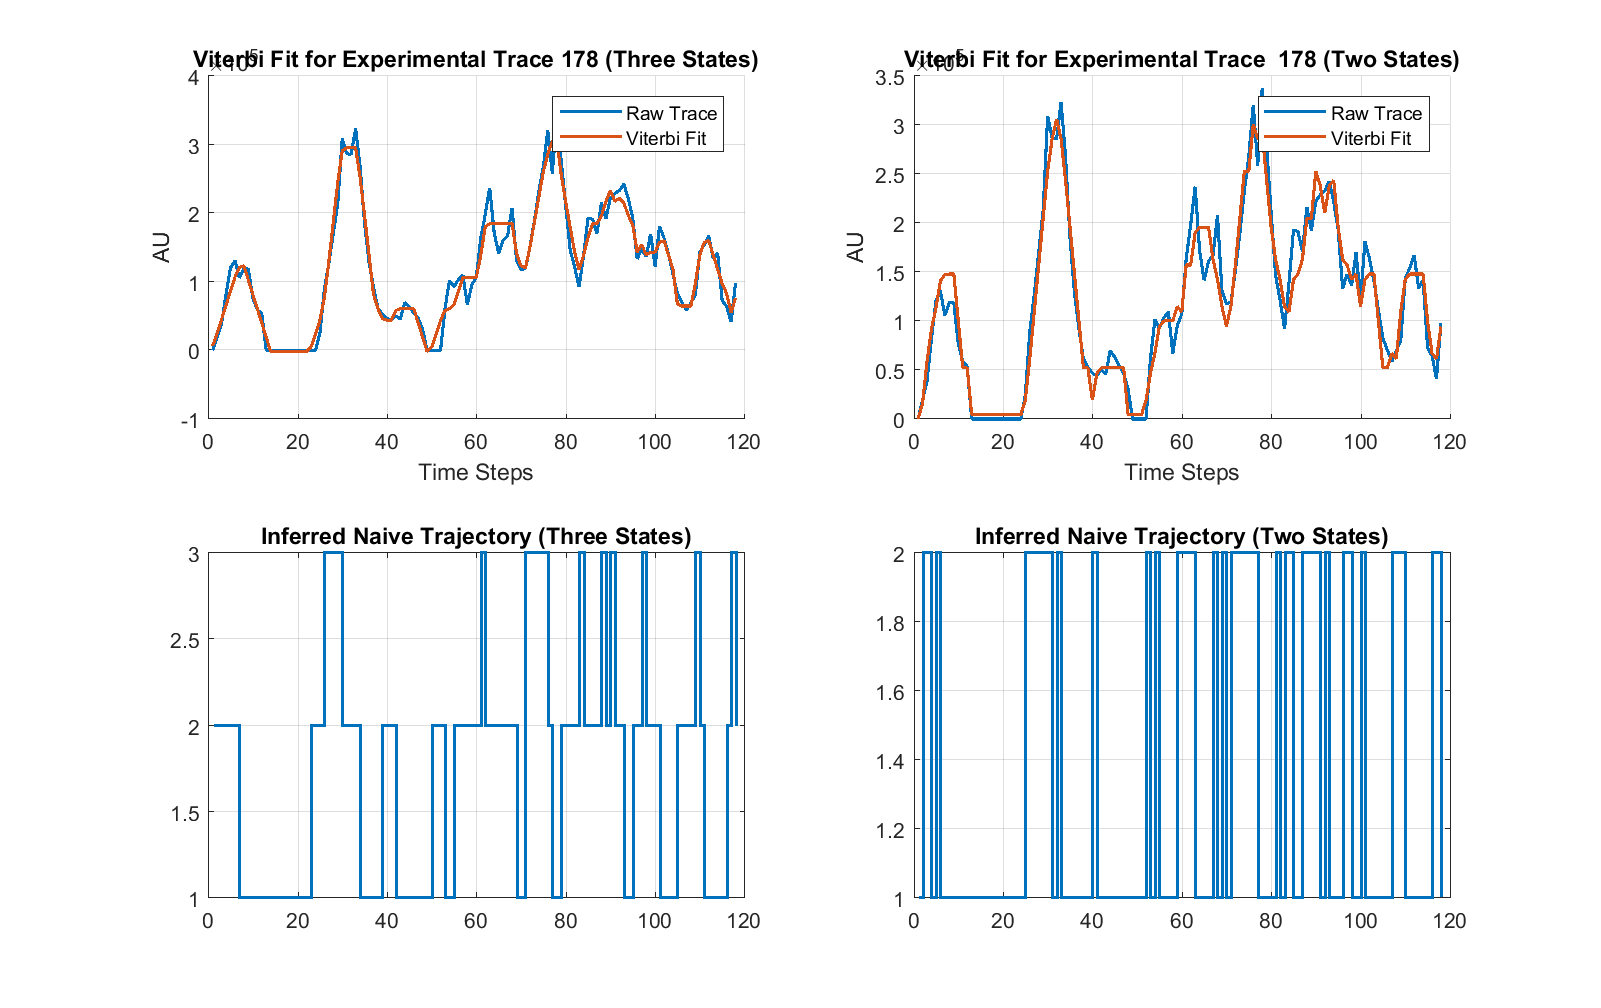 Viterbi Fit for Experimental Trace 178 (Three States)
×10^5
4
3
2
1
0
-1
AU
Raw Trace
Viterbi Fit
0 20 40 60 80 100 120
Time Steps
Viterbi Fit for Experimental Trace 178 (Two States)
×10^5
3.5
3
2.5
2
1.5
1
0.5
0
AU
Raw Trace
Viterbi Fit
0 20 40 60 80 100 120
Time Steps
Inferred Naive Trajectory (Three States)
3
2.5
2
1.5
1
0 20 40 60 80 100 120
Inferred Naive Trajectory (Two States)
2
1.8
1.6
1.4
1.2
1
0 20 40 60 80 100 120